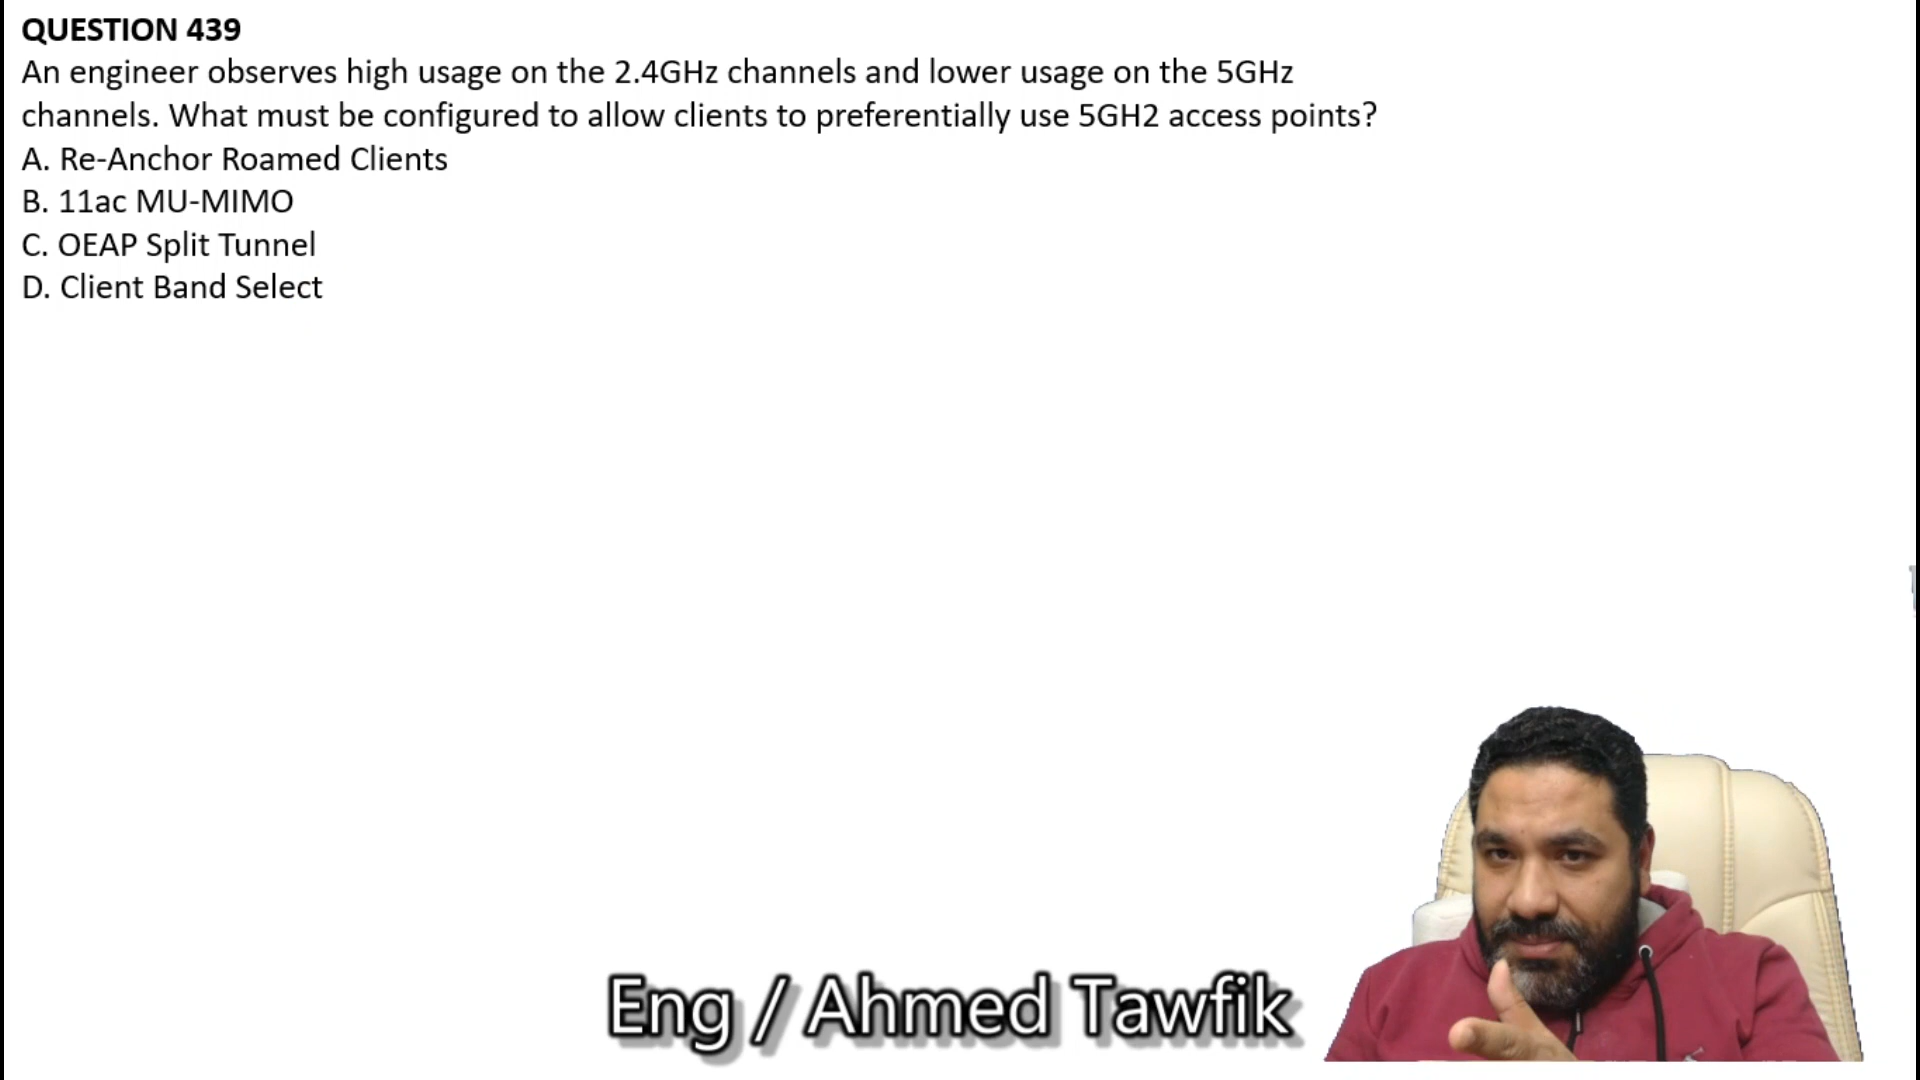 QUESTION 439
An engineer observes high usage on the 2.4GHz channels and lower usage on the 5GHz
channels. What must be configured to allow clients to preferentially use 5GH2 access points?
A. Re-Anchor Roamed Clients
B. 11ac MU-MIMO
C. OEAP Split Tunnel
D. Client Band Select
Eng / Ahmed Tawfik